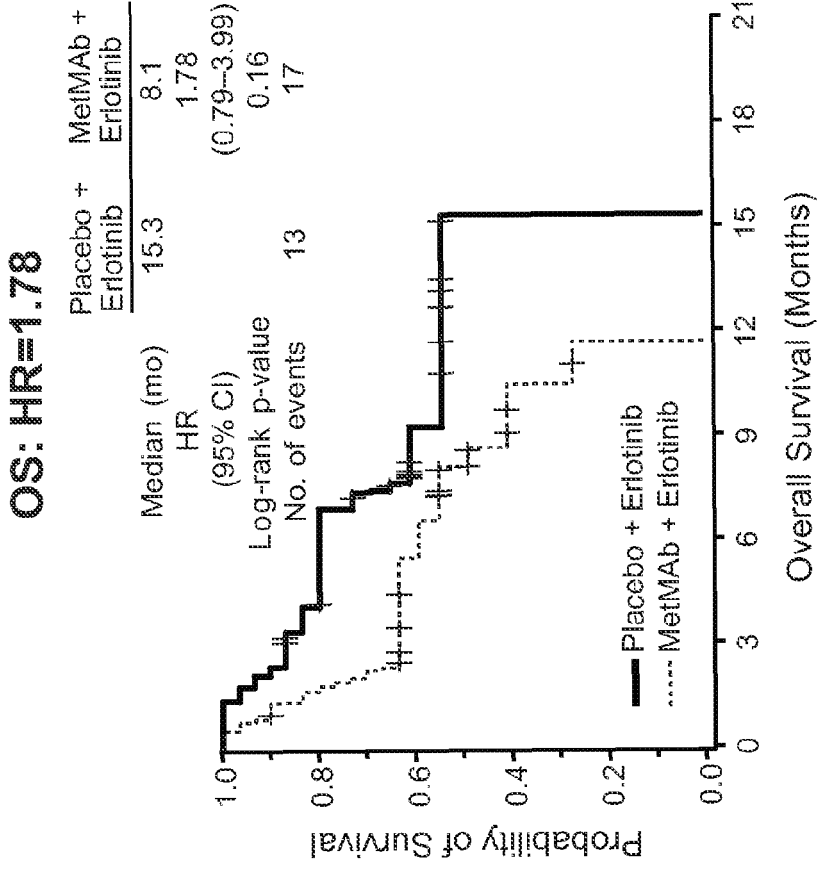 OS: HR=1.78
Placebo + MetMAb +
Erlotinib Erlotinib
Median (mo) 15.3 8.1
HR 1.78
(95% CI) (0.79–3.99)
Log-rank p-value 0.16
No. of events 13 17
Probability of Survival
1.0
0.8
0.6
0.4
0.2
0.0
Placebo + Erlotinib
MetMAb + Erlotinib
0 3 6 9 12 15 18 21
Overall Survival (Months)